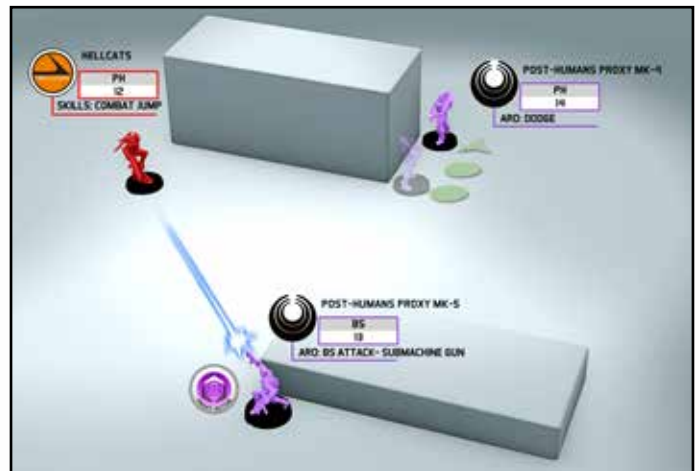 HELLCATS
PH
12
SKILLS: COMBAT JUMP
POST-HUMANS PROXY MK-4
PH
14
ARO: DODGE
POST-HUMANS PROXY MK-5
BS
13
ARO: BS ATTACK- SUBMACHINE GUN